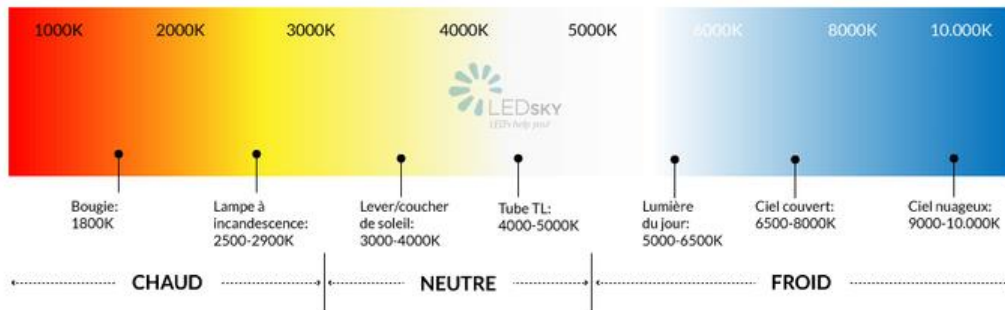 1000K 2000K 3000K 4000K 5000K 6000K 8000K 10.000K
LEDSKY
LEDs help you!
Bougie:
1800K
Lampe à
incandescence:
2500-2900K
Lever/coucher
de soleil:
3000-4000K
Tube TL:
4000-5000K
Lumière
du jour:
5000-6500K
Ciel couvert:
6500-8000K
Ciel nuageux:
9000-10.000K
CHAUD NEUTRE FROID